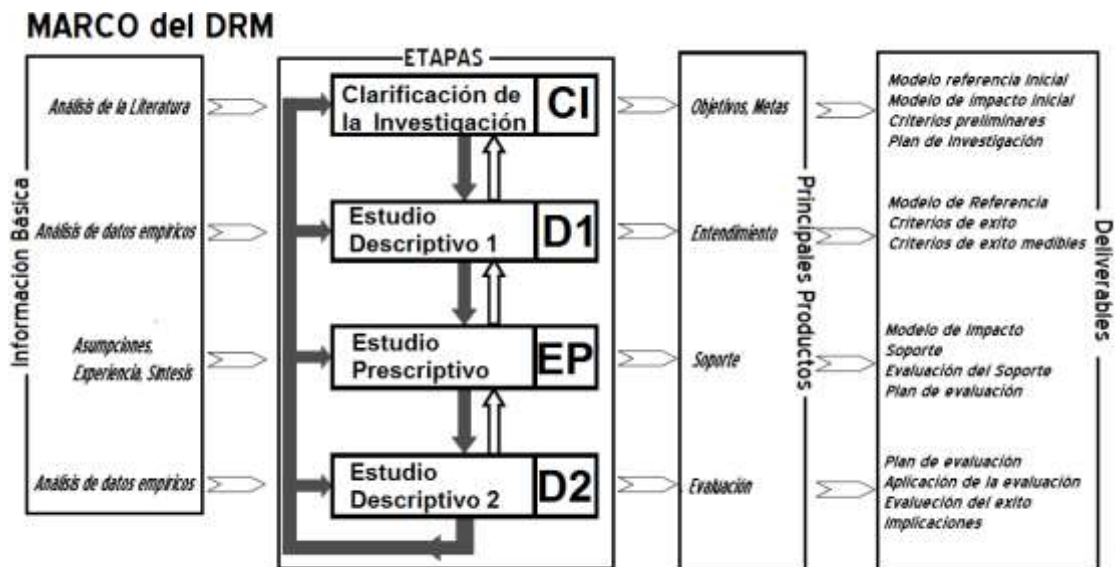 MARCO del DRM
Información Básica
Análisis de la Literatura
Análisis de datos empíricos
Asumpciones,
Experiencia, Síntesis
Análisis de datos empíricos
ETAPAS
Clarificación de
la Investigación
CI
Estudio
Descriptivo 1
D1
Estudio
Prescriptivo
EP
Estudio
Descriptivo 2
D2
Objetivos, Metas
Entendimiento
Soporte
Evaluación
Principales Productos
Modelo referencia Inicial
Modelo de impacto inicial
Criterios preliminares
Plan de Investigación
Modelo de Referencia
Criterios de exito
Criterios de exito medibles
Modelo de Impacto
Soporte
Evaluación del Soporte
Plan de evaluación
Plan de evaluación
Aplicación de la evaluación
Evalueción del exito
Implicaciones
Deliverables